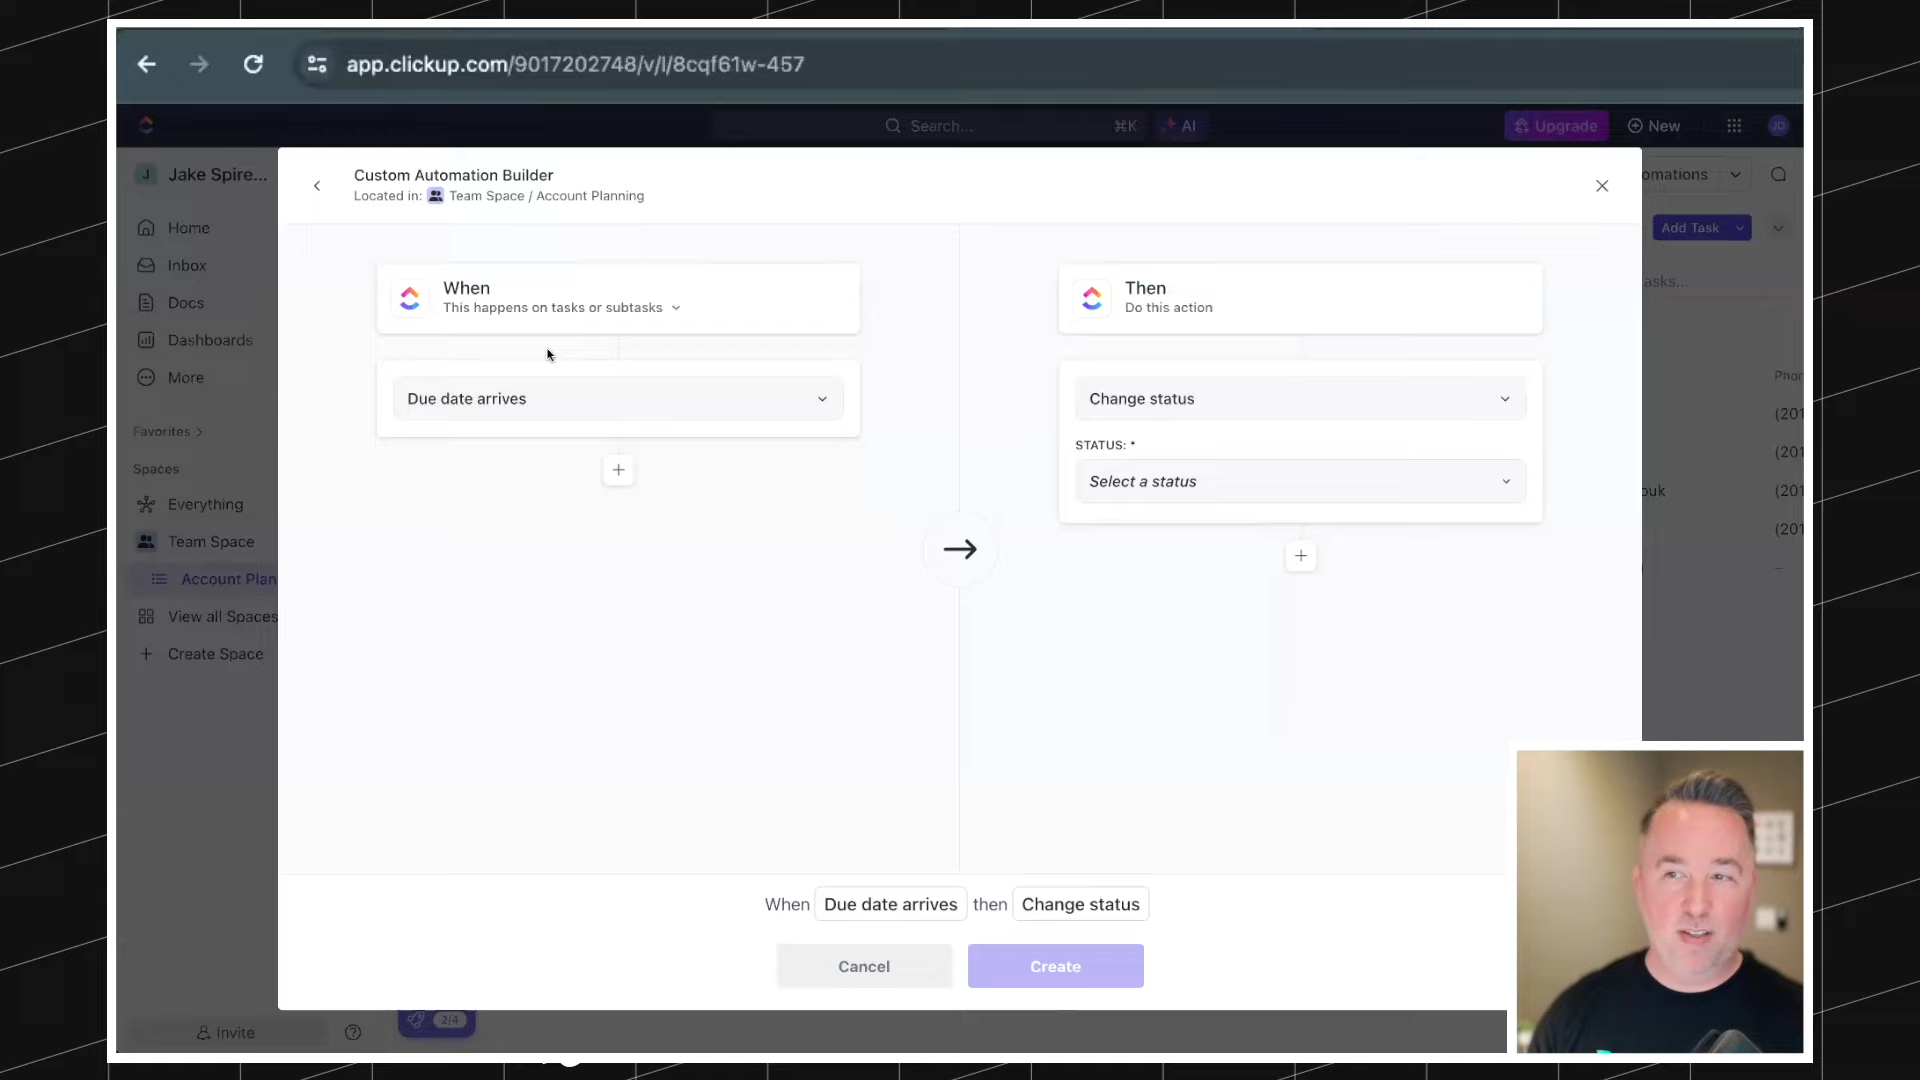 app.clickup.com/9017202748/v/l/8cqf61w-457
Search...
⌘K
AI
Upgrade
New
JD
J
Jake Spire...
Custom Automation Builder
Located in: Team Space / Account Planning
omations
Home
Add Task
Inbox
When
This happens on tasks or subtasks
Then
Do this action
asks...
Docs
Dashboards
More
Due date arrives
Change status
Phor
(201
Favorites
STATUS: *
(201
Spaces
Select a status
ouk
(201
Everything
(201
Team Space
Account Plan
View all Spaces
Create Space
When Due date arrives then Change status
Cancel
Create
Invite
2/4